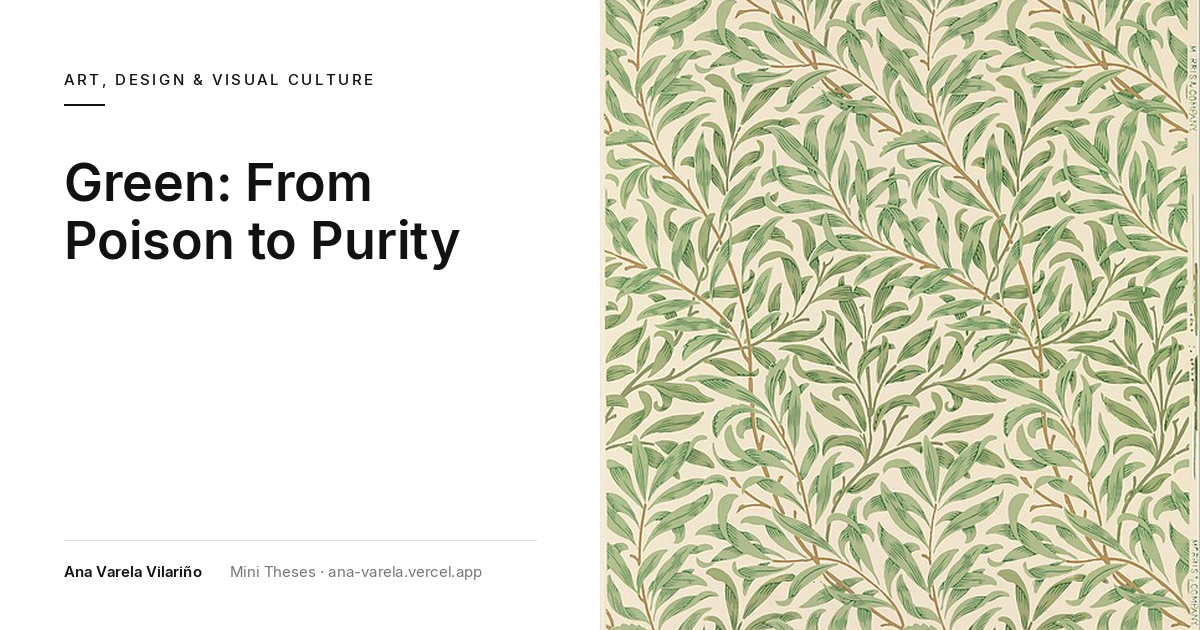 ART, DESIGN & VISUAL CULTURE
Green: From
Poison to Purity
Ana Varela Vilariño
Mini Theses · ana-varela.vercel.app